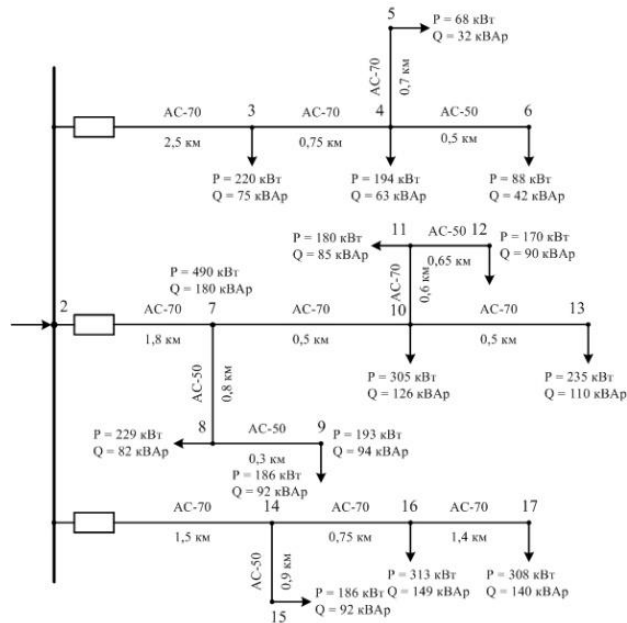 5
P = 68 кВт
Q = 32 кВАр
АС-70
0,7 км
АС-70
3
АС-70
4
АС-50
6
2,5 км
0,75 км
0,5 км
P = 220 кВт
Q = 75 кВАр
P = 194 кВт
Q = 63 кВАр
P = 88 кВт
Q = 42 кВАр
11
АС-50
12
P = 180 кВт
Q = 85 кВАр
0,65 км
P = 170 кВт
Q = 90 кВАр
АС-70
0,6 км
P = 490 кВт
Q = 180 кВАр
2
АС-70
7
АС-70
10
АС-70
13
1,8 км
0,5 км
0,5 км
P = 305 кВт
Q = 126 кВАр
P = 235 кВт
Q = 110 кВАр
АС-50
0,8 км
8
АС-50
9
P = 229 кВт
Q = 82 кВАр
0,3 км
P = 193 кВт
Q = 94 кВАр
P = 186 кВт
Q = 92 кВАр
АС-70
14
АС-70
16
АС-70
17
1,5 км
0,75 км
1,4 км
АС-50
0,9 км
15
P = 186 кВт
Q = 92 кВАр
P = 313 кВт
Q = 149 кВАр
P = 308 кВт
Q = 140 кВАр